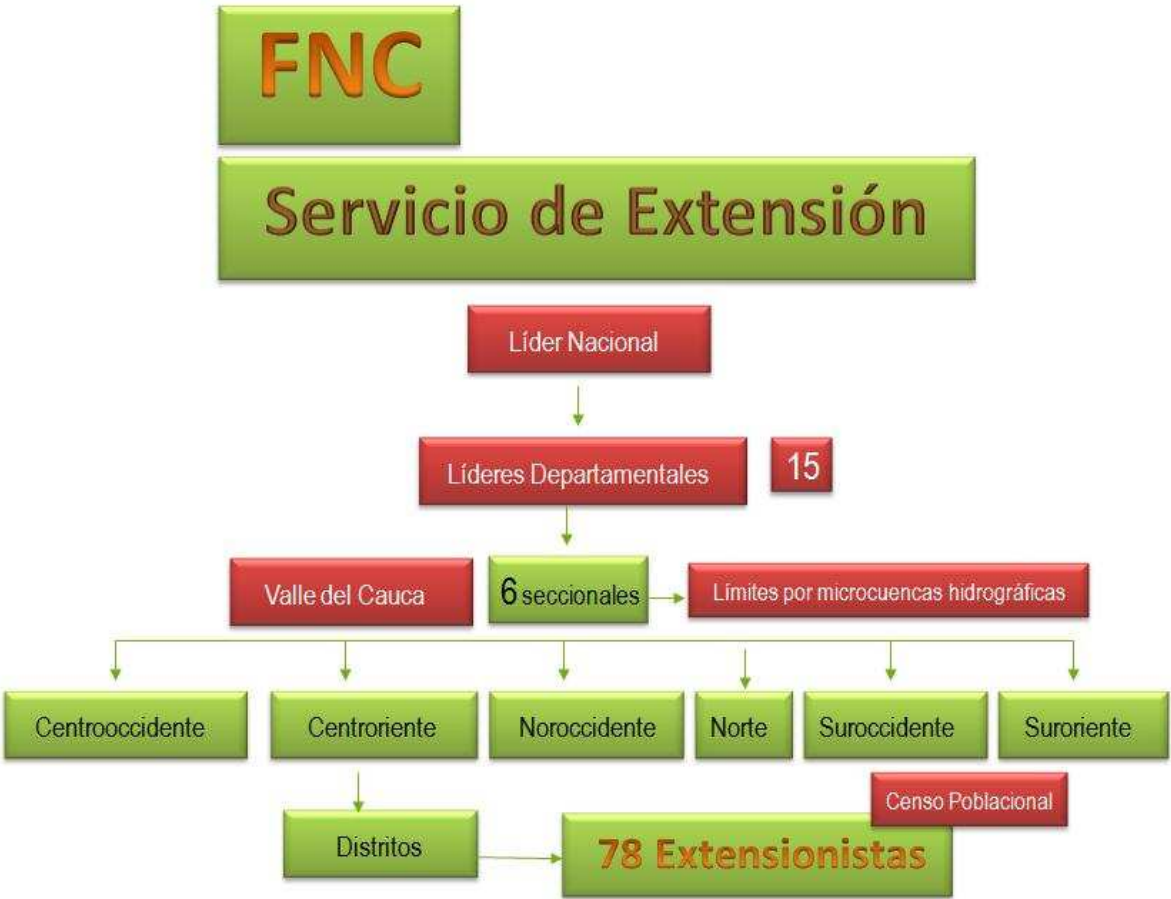 FNC
Servicio de Extensión
Líder Nacional
Líderes Departamentales
15
Valle del Cauca
6 seccionales
Límites por microcuencas hidrográficas
Centrooccidente
Centroriente
Noroccidente
Norte
Suroccidente
Suroriente
Censo Poblacional
Distritos
78 Extensionistas